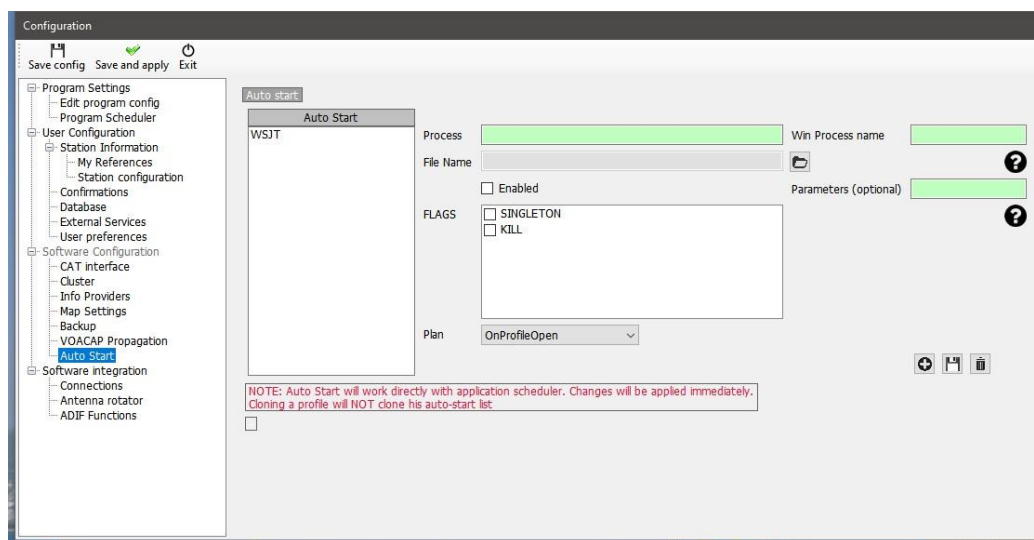 Configuration
Save config Save and apply Exit
Program Settings
Edit program config
Program Scheduler
User Configuration
Station Information
My References
Station configuration
Confirmations
Database
External Services
User preferences
Software Configuration
CAT interface
Cluster
Info Providers
Map Settings
Backup
VOACAP Propagation
Auto Start
Software integration
Connections
Antenna rotator
ADIF Functions
Auto start
Auto Start
WSJT
Process
Win Process name
File Name
Enabled
Parameters (optional)
FLAGS
SINGLETON
KILL
Plan
OnProfileOpen
NOTE: Auto Start will work directly with application scheduler. Changes will be applied immediately.
Cloning a profile will NOT clone his auto-start list